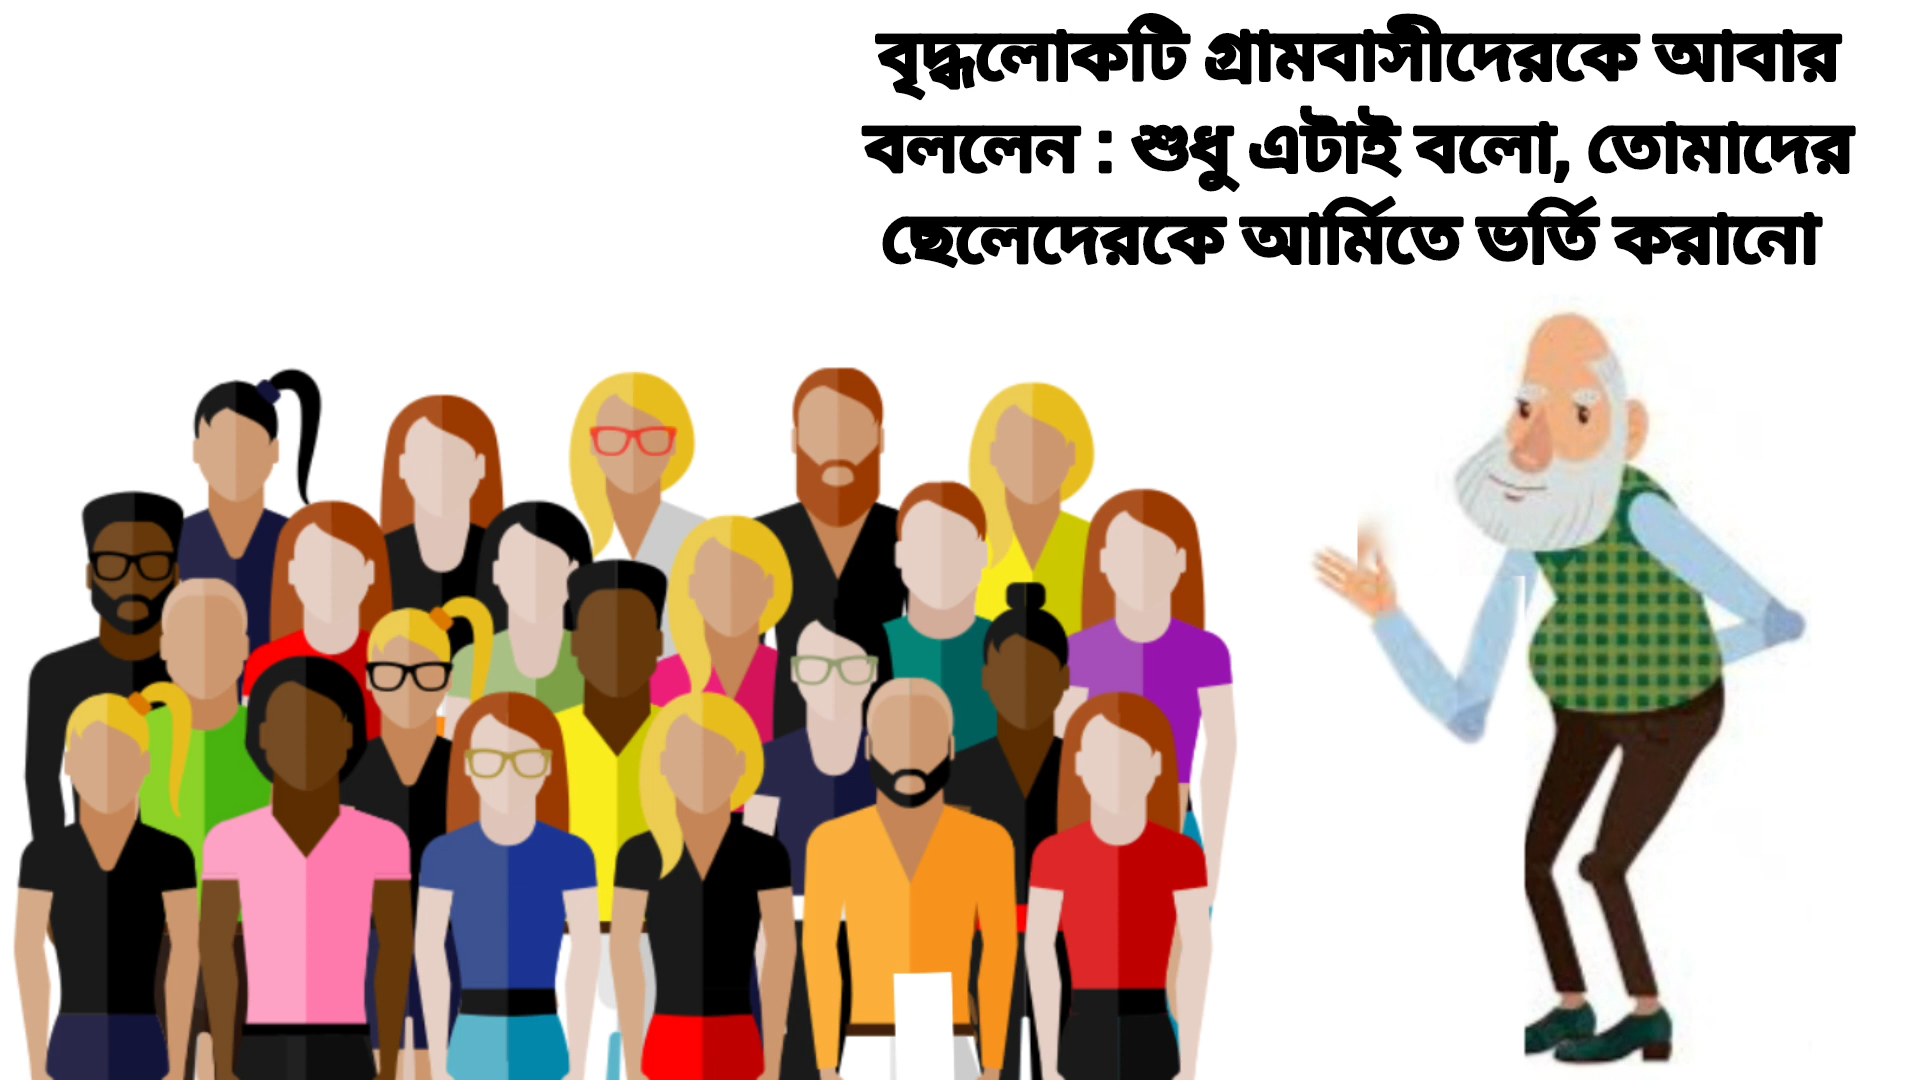 বৃদ্ধলোকটি গ্রামবাসীদেরকে আবার
বললেন : শুধু এটাই বলো, তোমাদের
ছেলেদেরকে আর্মিতে ভর্তি করানো